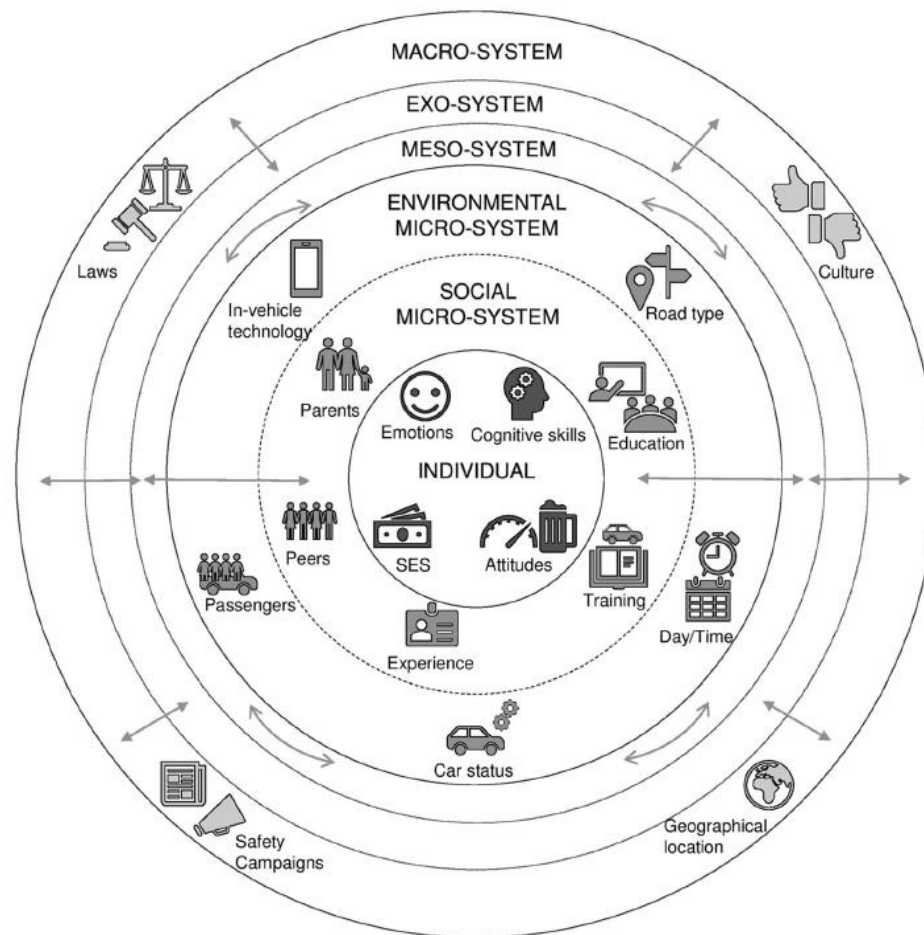 MACRO-SYSTEM
EXO-SYSTEM
MESO-SYSTEM
ENVIRONMENTAL
MICRO-SYSTEM
Laws
Culture
In-vehicle
technology
Road type
SOCIAL
MICRO-SYSTEM
Parents
Emotions
Cognitive skills
Education
INDIVIDUAL
Peers
SES
Attitudes
Passengers
Training
Day/Time
Experience
Car status
Safety
Campaigns
Geographical
location